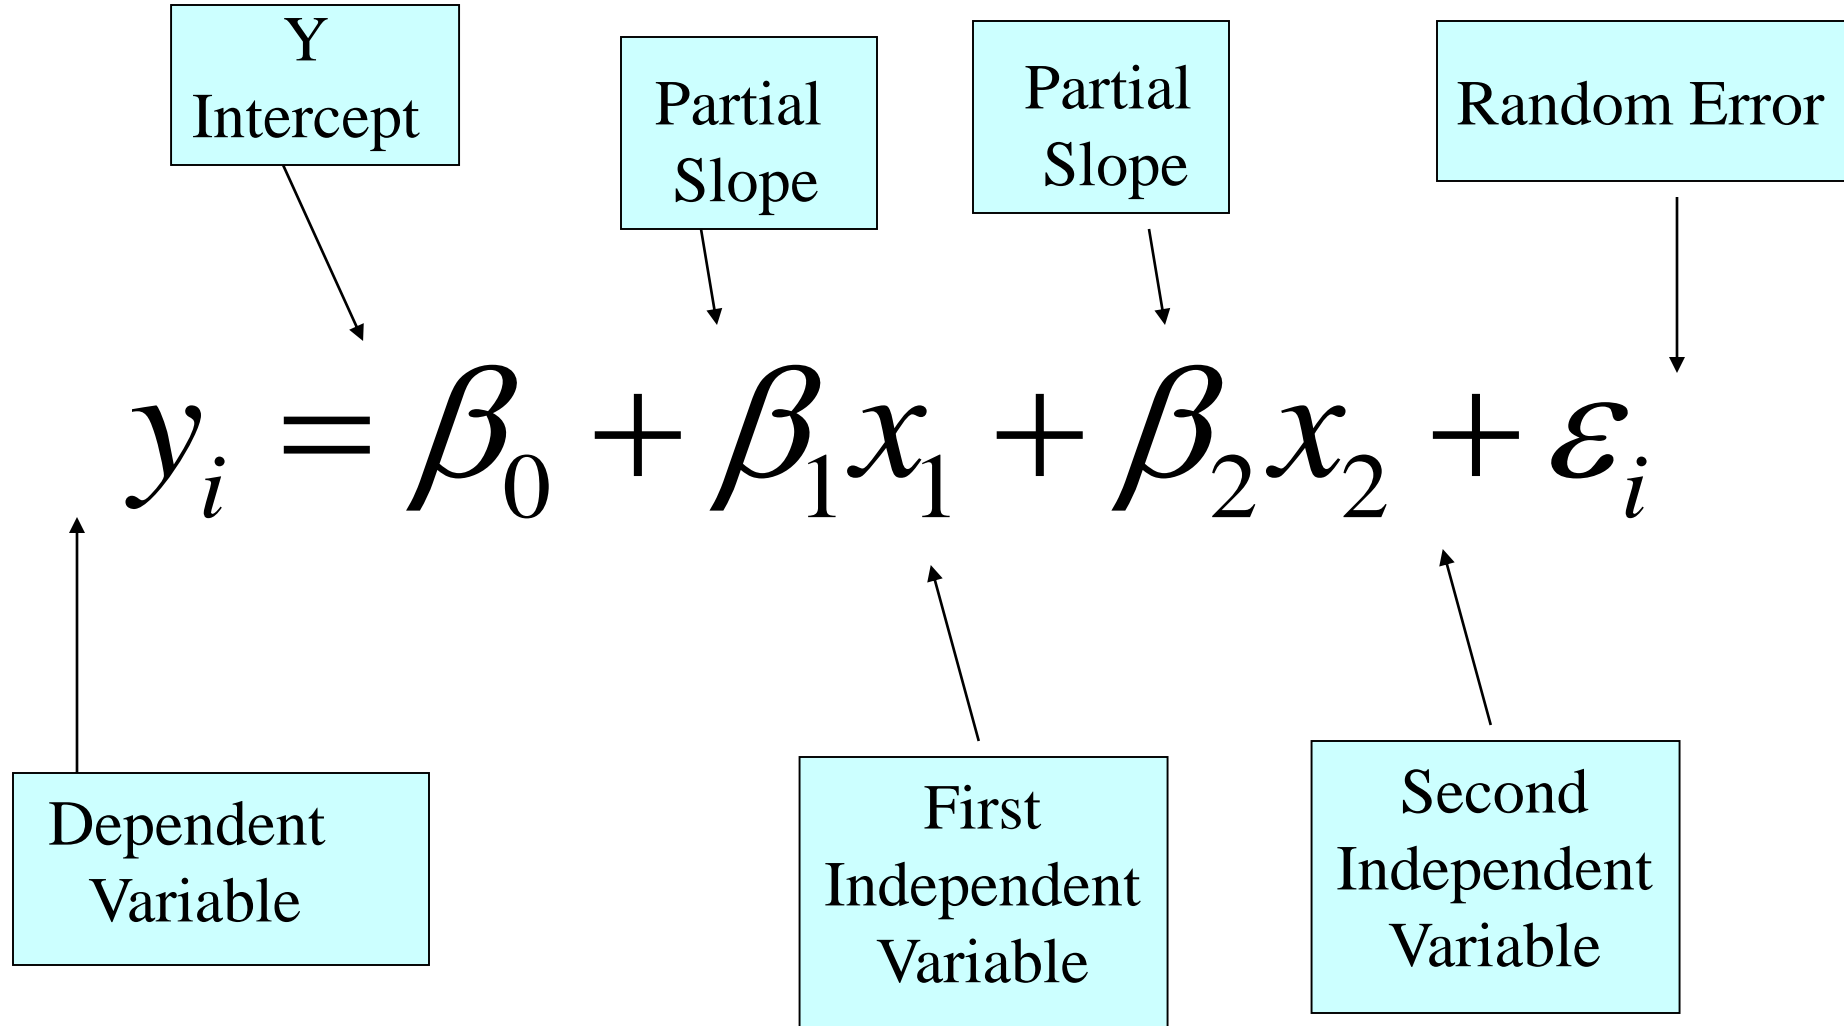 Y
Intercept
Partial
Slope
Partial
Slope
Random Error
yᵢ = β₀ + β₁x₁ + β₂x₂ + εᵢ
Dependent
Variable
First
Independent
Variable
Second
Independent
Variable